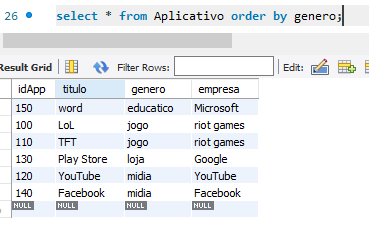 26 select * from Aplicativo order by genero;
Result Grid Filter Rows: Edit:
idApp titulo genero empresa
150 word educatico Microsoft
100 LoL jogo riot games
110 TFT jogo riot games
130 Play Store loja Google
120 YouTube midia YouTube
140 Facebook midia Facebook
NULL NULL NULL NULL